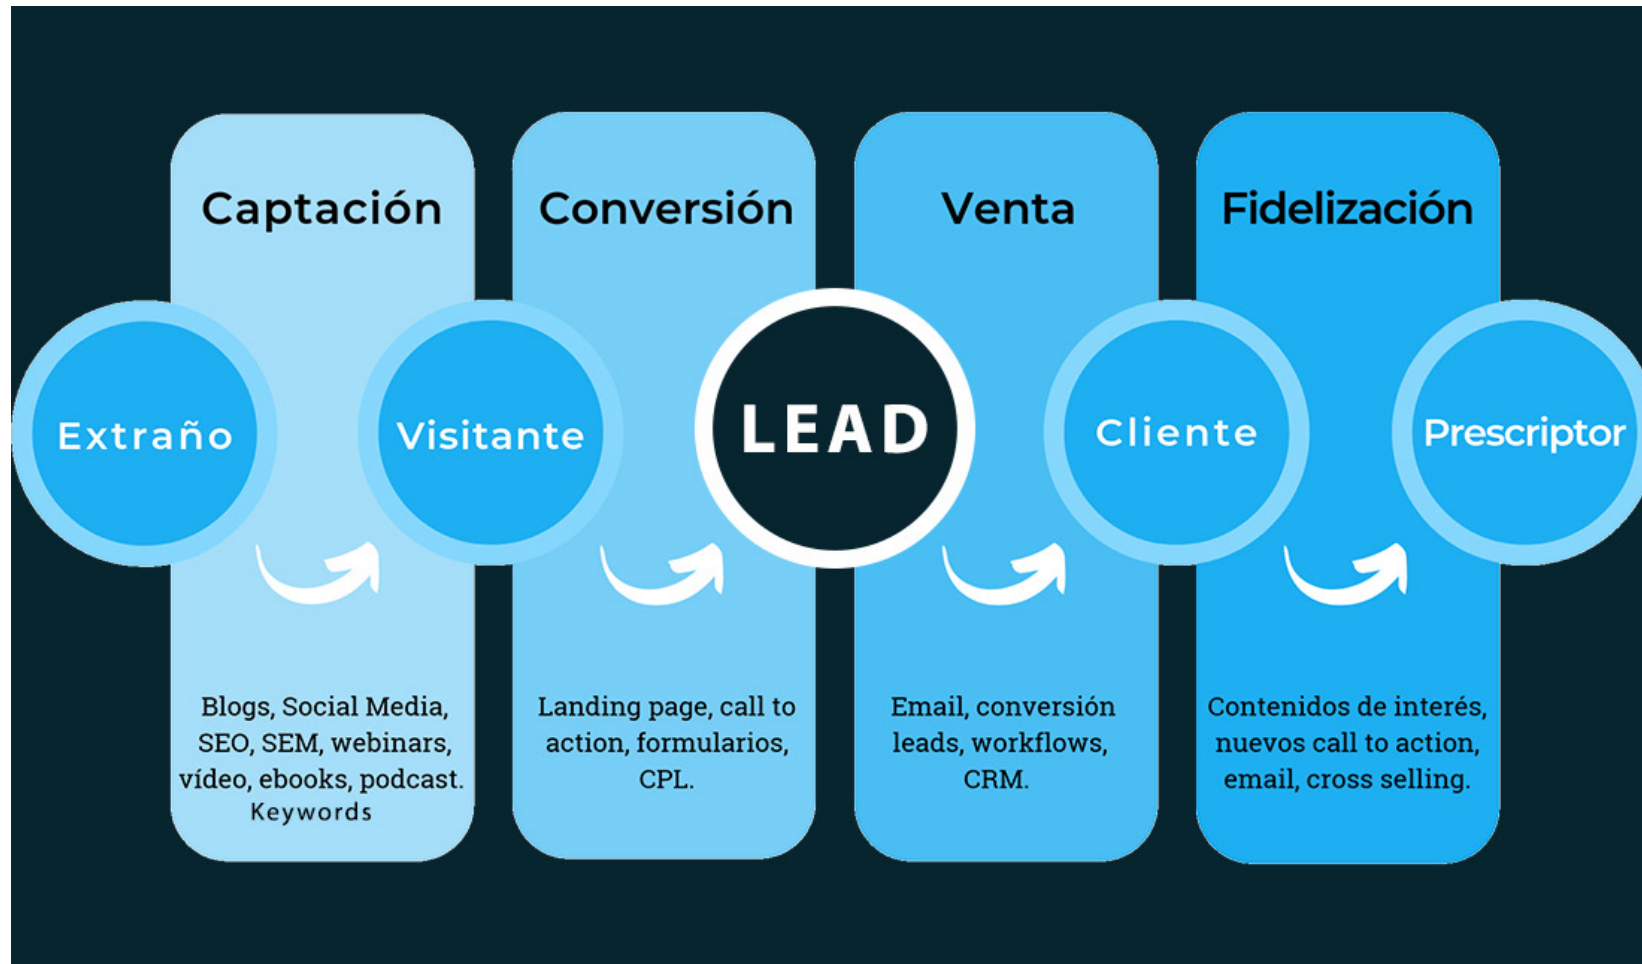 Captación
Conversión
Venta
Fidelización
Extraño
Visitante
LEAD
Cliente
Prescriptor
Blogs, Social Media,
SEO, SEM, webinars,
vídeo, ebooks, podcast.
Keywords
Landing page, call to
action, formularios,
CPL.
Email, conversión
leads, workflows,
CRM.
Contenidos de interés,
nuevos call to action,
email, cross selling.